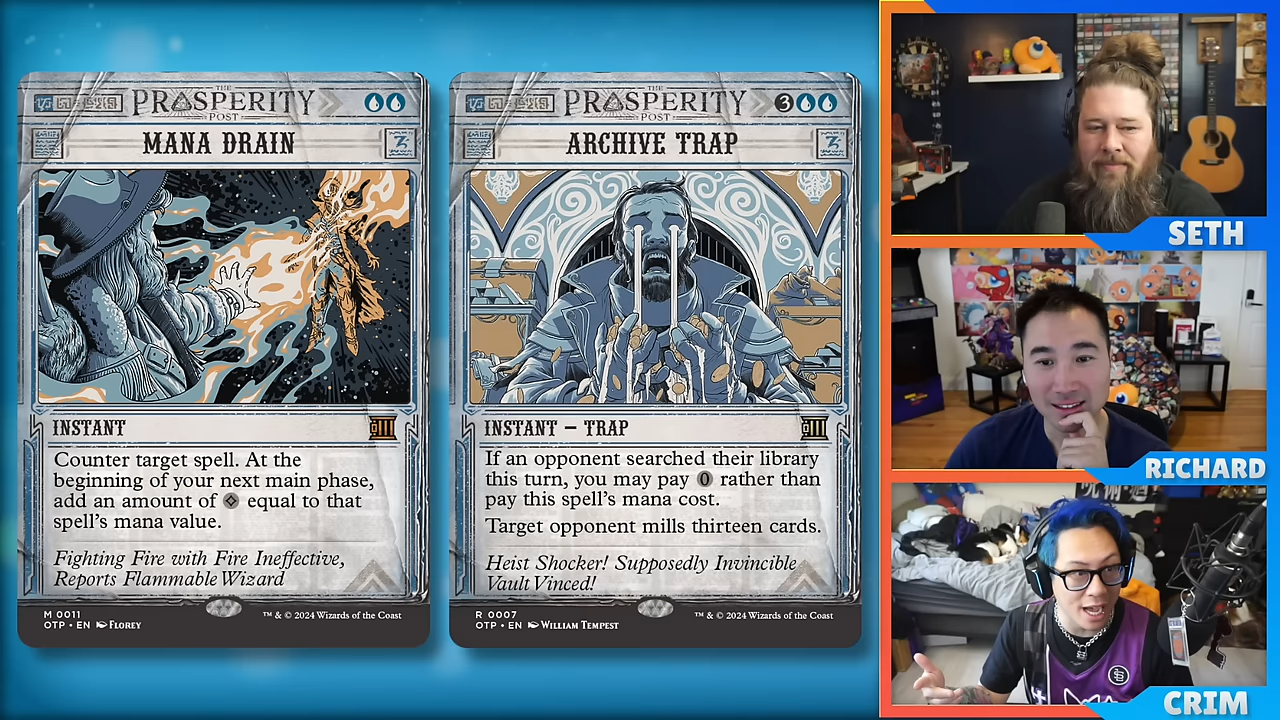 THE
PROSPERITY
POST
MANA DRAIN
INSTANT
Counter target spell. At the
beginning of your next main phase,
add an amount of equal to that
spell's mana value.
Fighting Fire with Fire Ineffective,
Reports Flammable Wizard
M 0011
OTP • EN FLOREY
™ & © 2024 Wizards of the Coast
THE
PROSPERITY
POST
3
ARCHIVE TRAP
INSTANT – TRAP
If an opponent searched their library
this turn, you may pay 0 rather than
pay this spell's mana cost.
Target opponent mills thirteen cards.
Heist Shocker! Supposedly Invincible
Vault Vinced!
R 0007
OTP • EN WILLIAM TEMPEST
™ & © 2024 Wizards of the Coast
SETH
RICHARD
CRIM